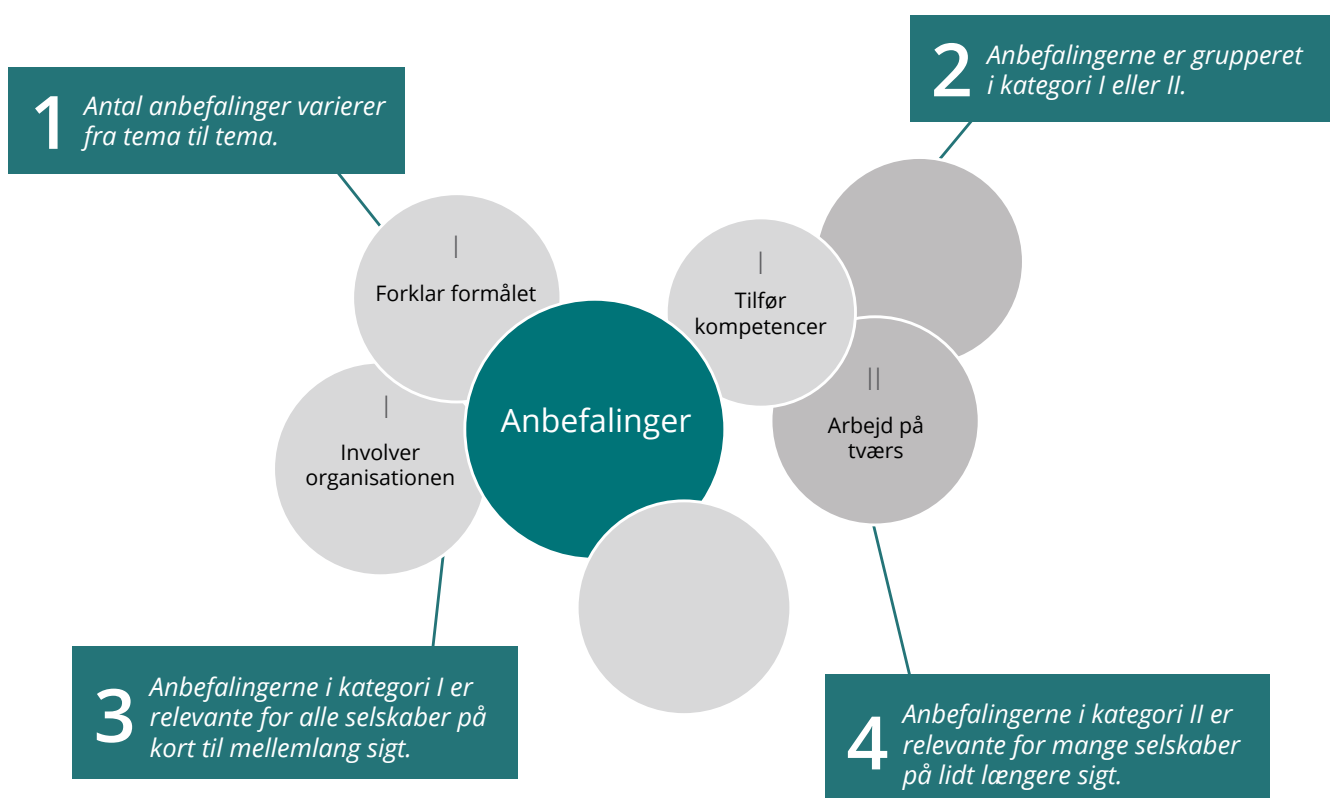 1
Antal anbefalinger varierer
fra tema til tema.
2
Anbefalingerne er grupperet
i kategori I eller II.
I
Forklar formålet
I
Involver
organisationen
Anbefalinger
I
Tilfør
kompetencer
II
Arbejd på
tværs
3
Anbefalingerne i kategori I er
relevante for alle selskaber på
kort til mellemlang sigt.
4
Anbefalingerne i kategori II er
relevante for mange selskaber
på lidt længere sigt.